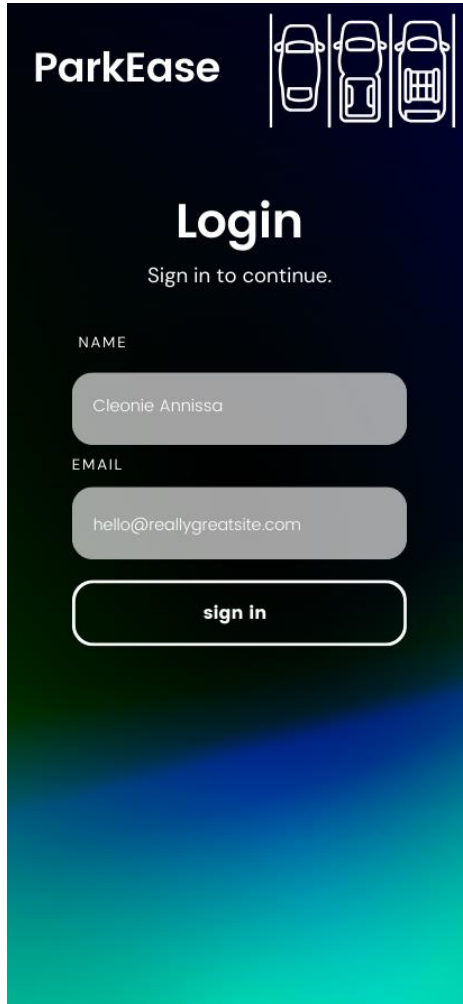 ParkEase
Login
Sign in to continue.
NAME
Cleonie Annissa
EMAIL
hello@reallygreatsite.com
sign in